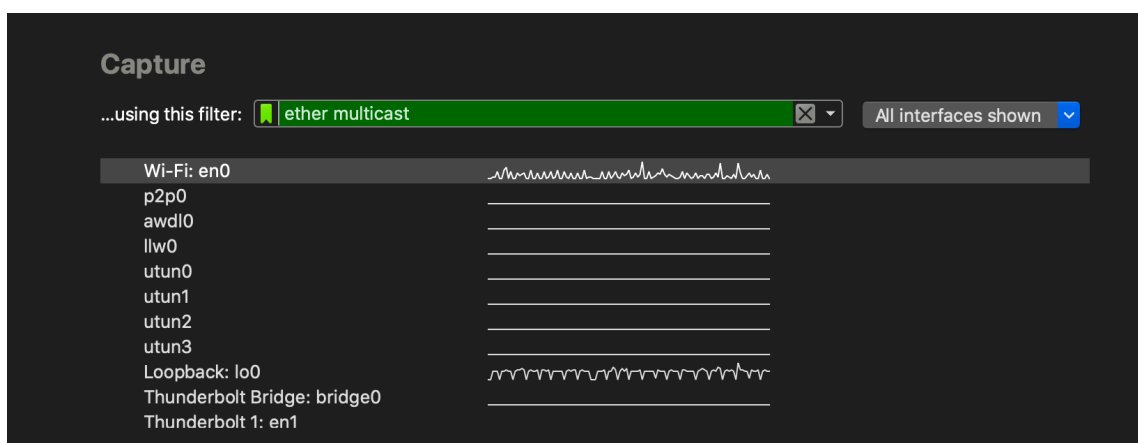 Capture
...using this filter: ether multicast All interfaces shown
Wi-Fi: en0
p2p0
awdl0
llw0
utun0
utun1
utun2
utun3
Loopback: lo0
Thunderbolt Bridge: bridge0
Thunderbolt 1: en1